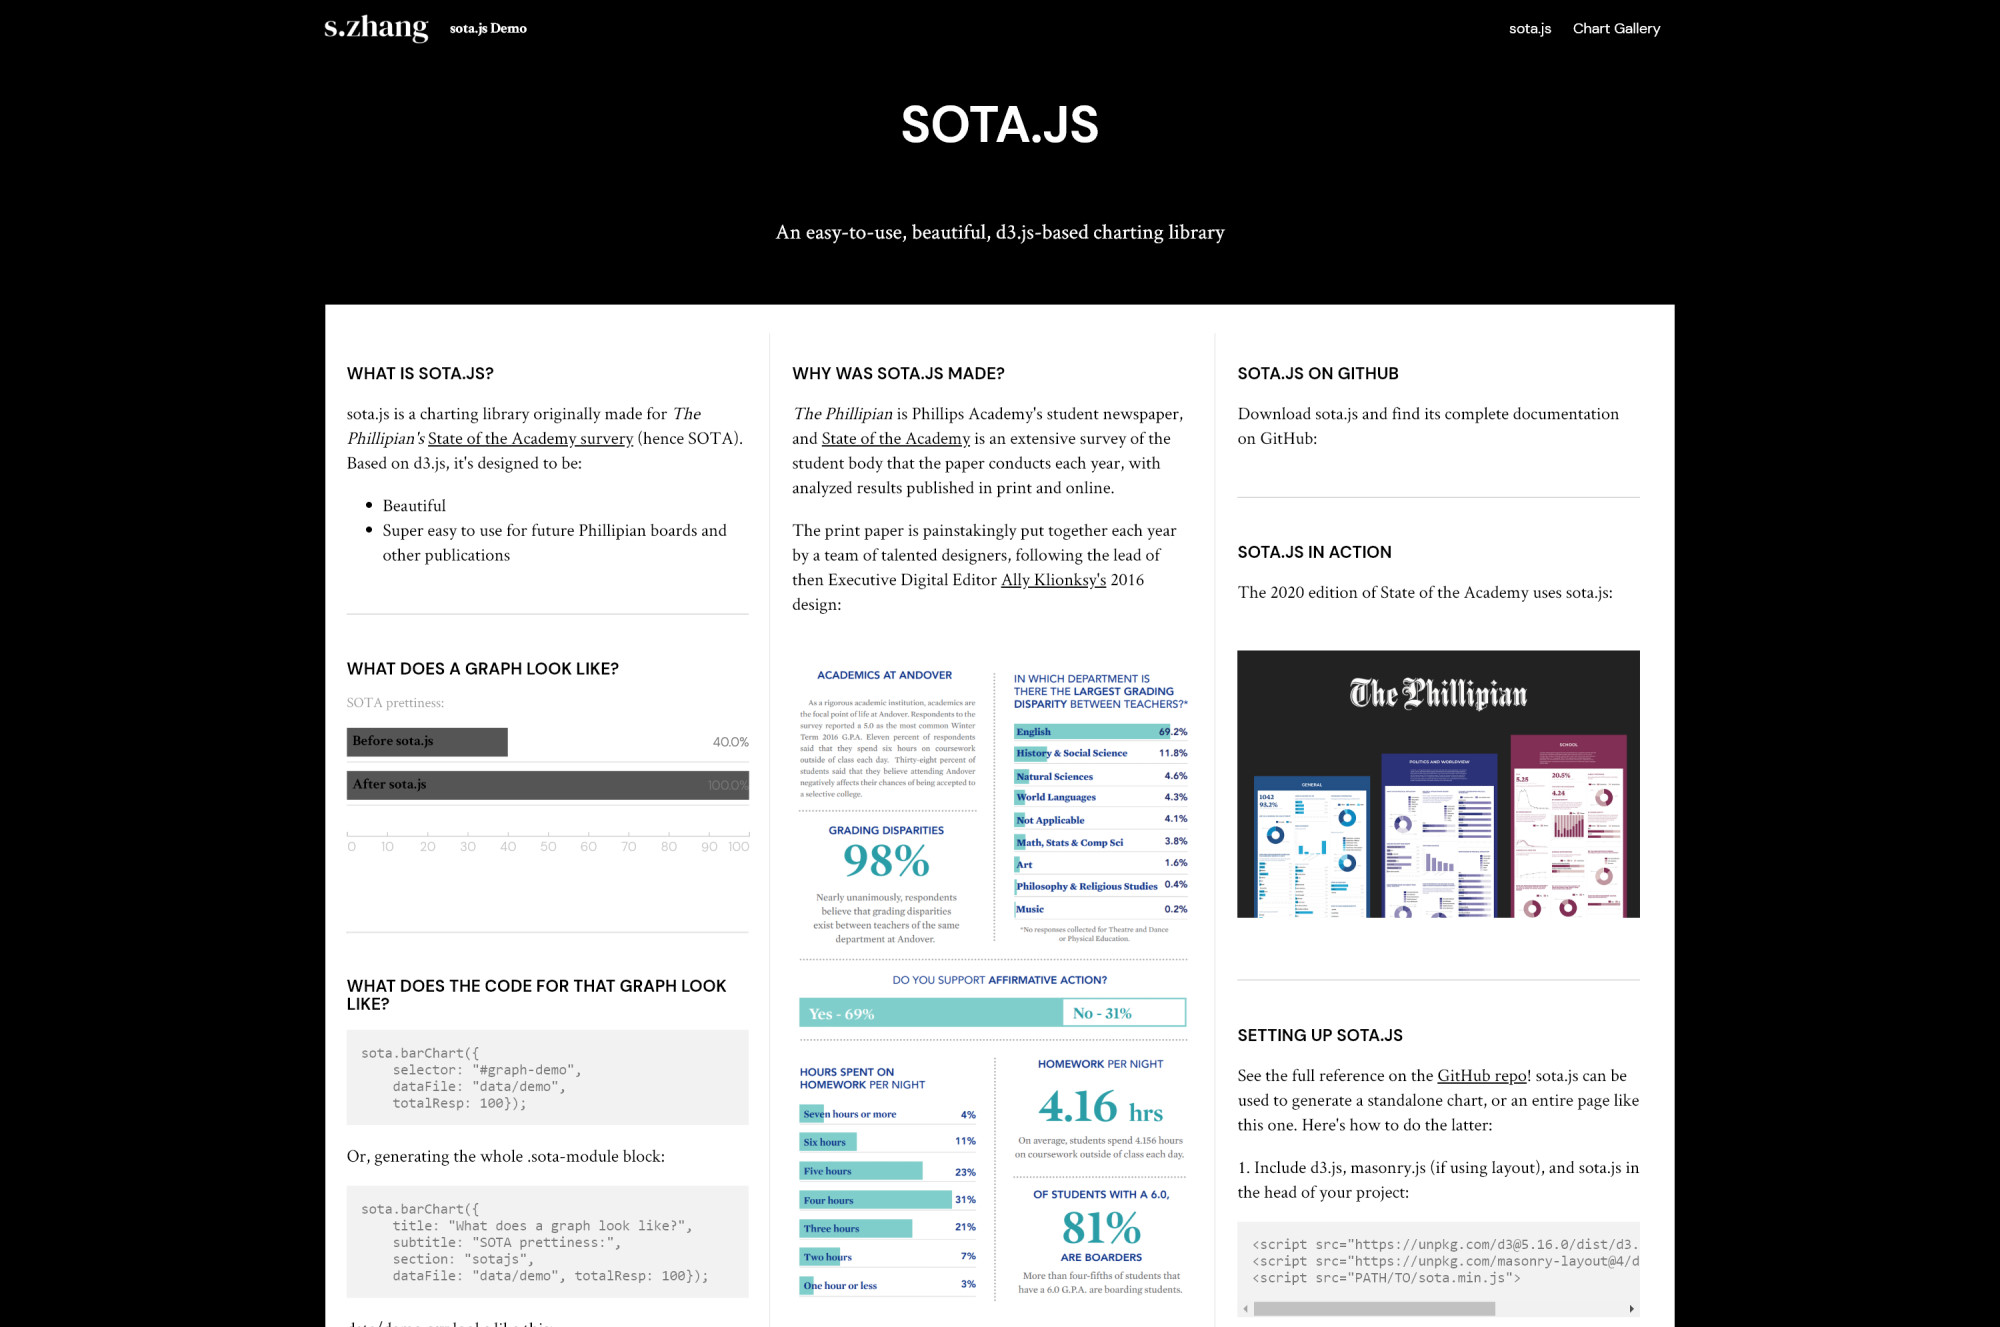 s.zhang
sota.js Demo
sota.js
Chart Gallery
SOTA.JS
An easy-to-use, beautiful, d3.js-based charting library
WHAT IS SOTA.JS?
sota.js is a charting library originally made for The
Phillipian's State of the Academy survery (hence SOTA).
Based on d3.js, it's designed to be:
Beautiful
Super easy to use for future Phillipian boards and
other publications
WHAT DOES A GRAPH LOOK LIKE?
SOTA prettiness:
Before sota.js 40.0%
After sota.js 100.0%
0 10 20 30 40 50 60 70 80 90 100
WHAT DOES THE CODE FOR THAT GRAPH LOOK
LIKE?
sota.barChart({
selector: "#graph-demo",
dataFile: "data/demo",
totalResp: 100});
Or, generating the whole .sota-module block:
sota.barChart({
title: "What does a graph look like?",
subtitle: "SOTA prettiness:",
section: "sotajs",
dataFile: "data/demo", totalResp: 100});
WHY WAS SOTA.JS MADE?
The Phillipian is Phillips Academy's student newspaper,
and State of the Academy is an extensive survey of the
student body that the paper conducts each year, with
analyzed results published in print and online.
The print paper is painstakingly put together each year
by a team of talented designers, following the lead of
then Executive Digital Editor Ally Klionksy's 2016
design:
ACADEMICS AT ANDOVER
As a rigorous academic institution, academics are
the focal point of life at Andover. Respondents to the
survey reported a 5.0 as the most common Winter
Term 2016 G.P.A. Eleven percent of respondents
said that they spend six hours on coursework
outside of class each day. Thirty-eight percent of
students said that they believe attending Andover
negatively affects their chances of being accepted to
a selective college.
GRADING DISPARITIES
98%
Nearly unanimously, respondents
believe that grading disparities
exist between teachers of the same
department at Andover.
IN WHICH DEPARTMENT IS
THERE THE LARGEST GRADING
DISPARITY BETWEEN TEACHERS?*
English 69.2%
History & Social Science 11.8%
Natural Sciences 4.6%
World Languages 4.3%
Not Applicable 4.1%
Math, Stats & Comp Sci 3.8%
Art 1.6%
Philosophy & Religious Studies 0.4%
Music 0.2%
*No responses collected for Theatre and Dance
or Physical Education.
DO YOU SUPPORT AFFIRMATIVE ACTION?
Yes - 69% No - 31%
HOURS SPENT ON
HOMEWORK PER NIGHT
Seven hours or more 4%
Six hours 11%
Five hours 23%
Four hours 31%
Three hours 21%
Two hours 7%
One hour or less 3%
HOMEWORK PER NIGHT
4.16 hrs
On average, students spend 4.156 hours
on coursework outside of class each day.
OF STUDENTS WITH A 6.0,
81%
ARE BOARDERS
More than four-fifths of students that
have a 6.0 G.P.A. are boarding students.
SOTA.JS ON GITHUB
Download sota.js and find its complete documentation
on GitHub:
SOTA.JS IN ACTION
The 2020 edition of State of the Academy uses sota.js:
The Phillipian
GENERAL
1042
95.2%
POLITICS AND WORLDVIEW
SCHOOL
5.25
20.5%
4.24
SETTING UP SOTA.JS
See the full reference on the GitHub repo! sota.js can be
used to generate a standalone chart, or an entire page like
this one. Here's how to do the latter:
1. Include d3.js, masonry.js (if using layout), and sota.js in
the head of your project:
<script src="https://unpkg.com/d3@5.16.0/dist/d3.
<script src="https://unpkg.com/masonry-layout@4/d
<script src="PATH/TO/sota.min.js">